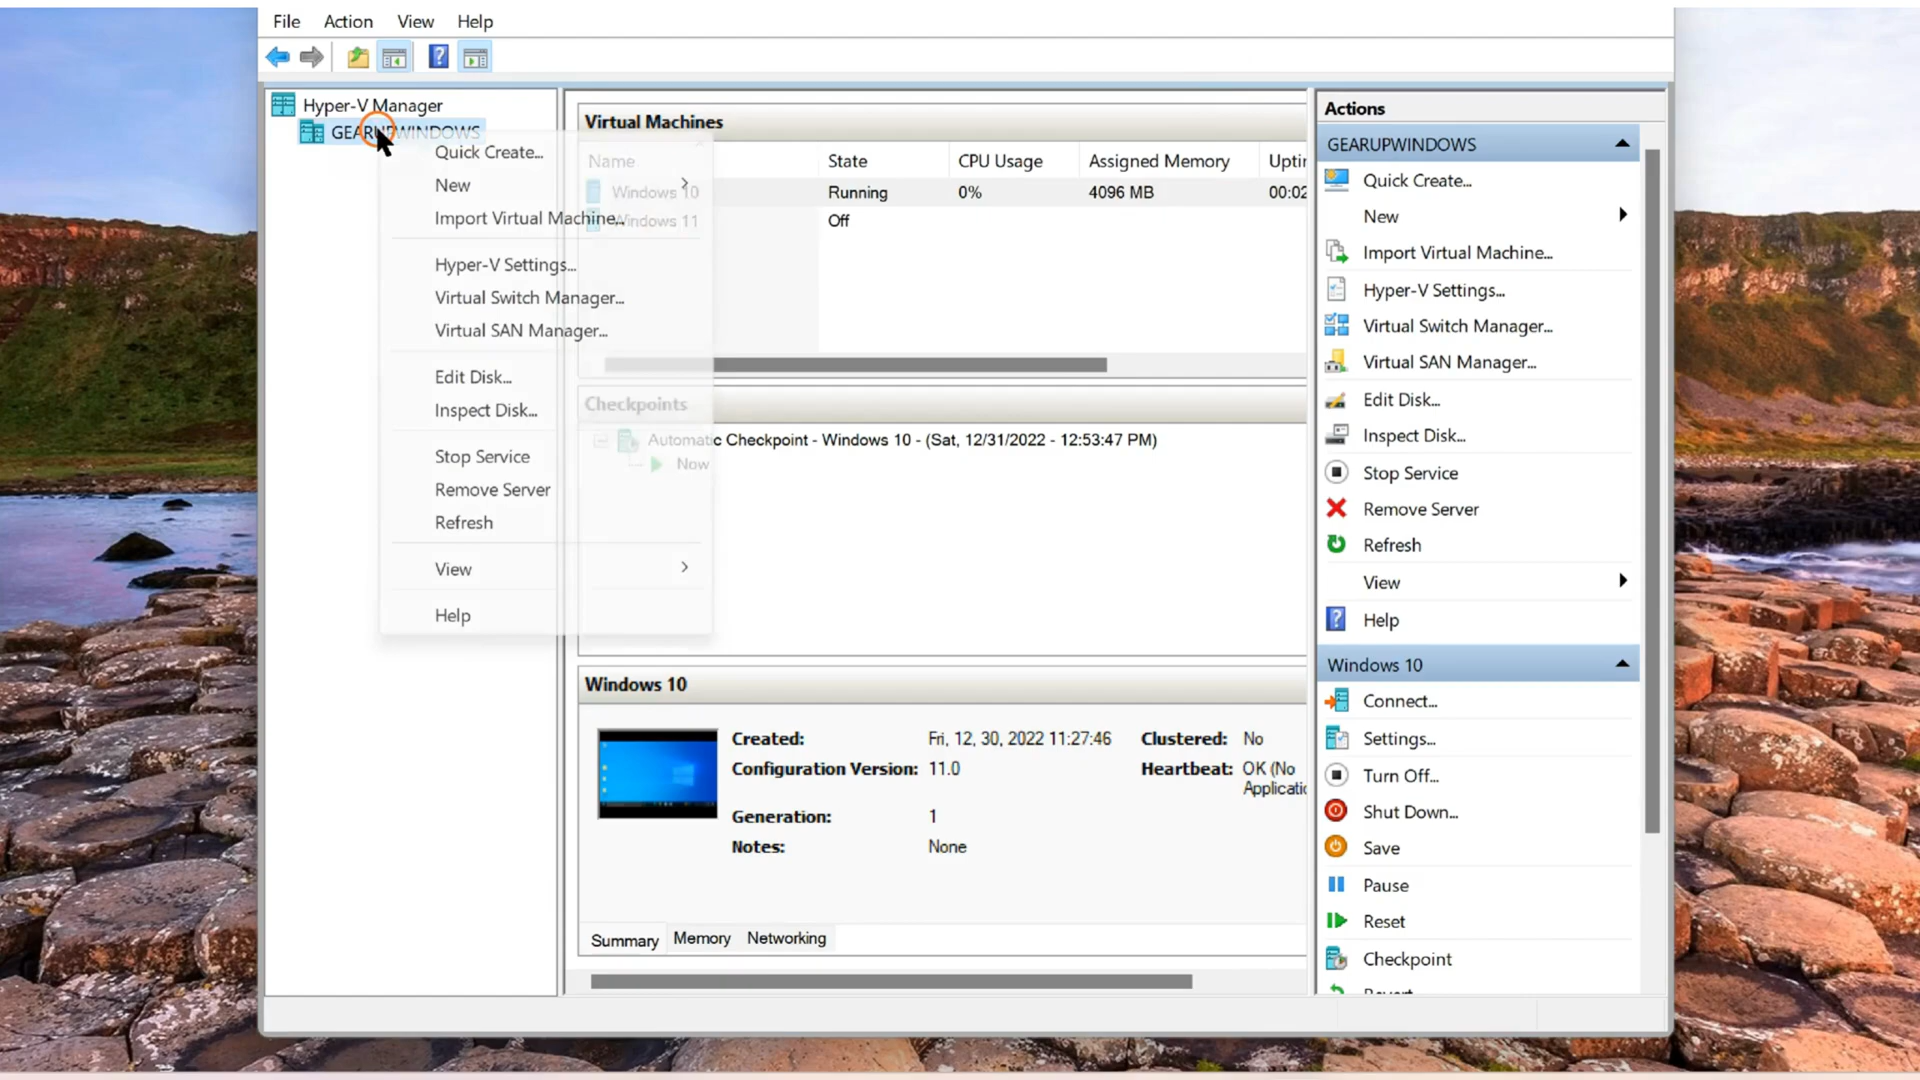 File Action View Help
Hyper-V Manager
GEARUPWINDOWS
Quick Create...
New
Import Virtual Machine...
Hyper-V Settings...
Virtual Switch Manager...
Virtual SAN Manager...
Edit Disk...
Inspect Disk...
Stop Service
Remove Server
Refresh
View
Help
Virtual Machines
Name State CPU Usage Assigned Memory Uptir
Windows 10 Running 0% 4096 MB 00:02
Windows 11 Off
Checkpoints
Automatic Checkpoint - Windows 10 - (Sat, 12/31/2022 - 12:53:47 PM)
Now
Windows 10
Created: Fri, 12, 30, 2022 11:27:46 Clustered: No
Configuration Version: 11.0 Heartbeat: OK (No
Applicatic
Generation: 1
Notes: None
Summary Memory Networking
Actions
GEARUPWINDOWS
Quick Create...
New
Import Virtual Machine...
Hyper-V Settings...
Virtual Switch Manager...
Virtual SAN Manager...
Edit Disk...
Inspect Disk...
Stop Service
Remove Server
Refresh
View
Help
Windows 10
Connect...
Settings...
Turn Off...
Shut Down...
Save
Pause
Reset
Checkpoint